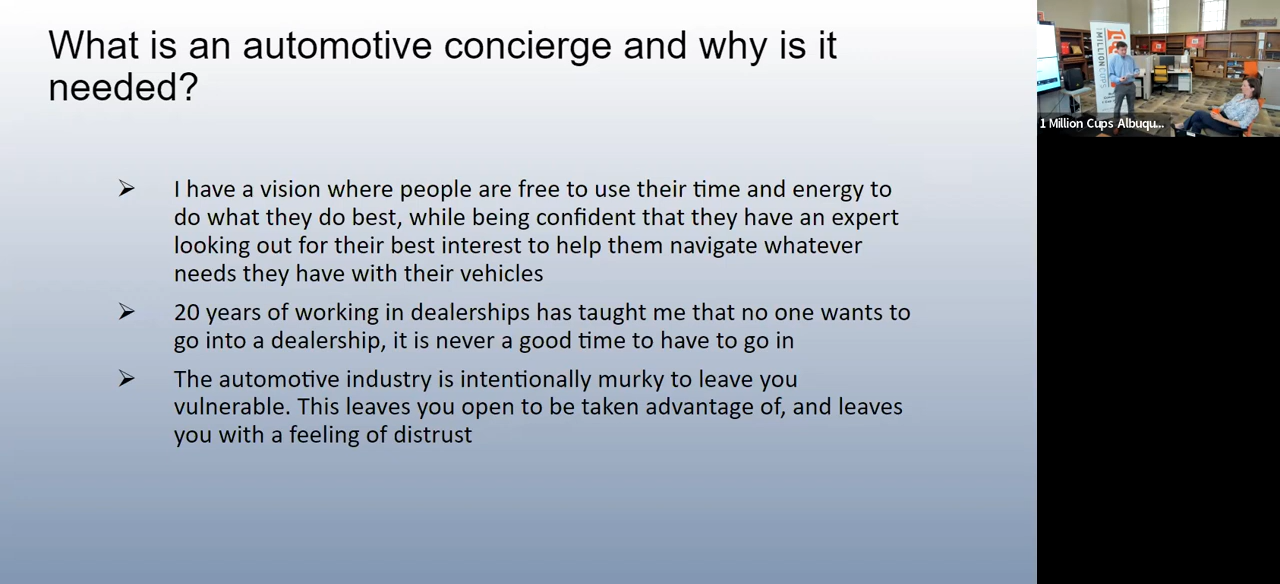 What is an automotive concierge and why is it
needed?
I have a vision where people are free to use their time and energy to
do what they do best, while being confident that they have an expert
looking out for their best interest to help them navigate whatever
needs they have with their vehicles
20 years of working in dealerships has taught me that no one wants to
go into a dealership, it is never a good time to have to go in
The automotive industry is intentionally murky to leave you
vulnerable. This leaves you open to be taken advantage of, and leaves
you with a feeling of distrust
MILLION CUPS
1 Million Cups Albuqu...